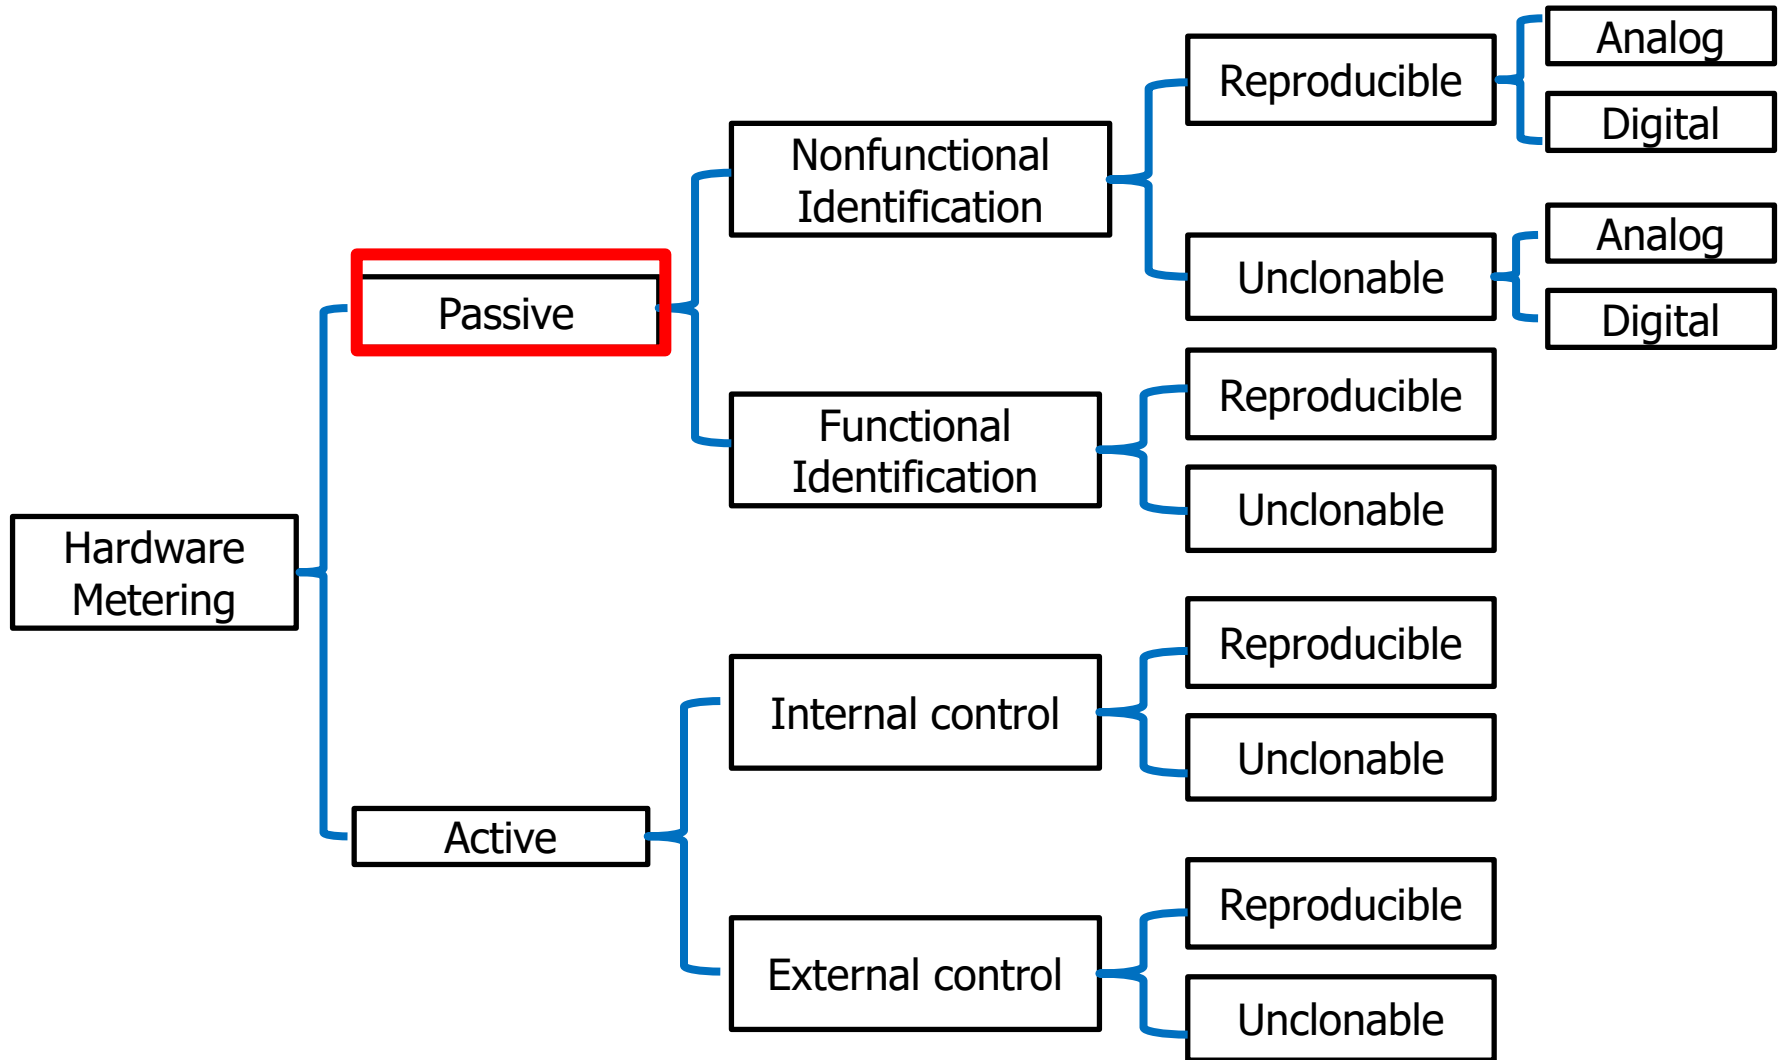 Hardware
Metering
Passive
Nonfunctional
Identification
Reproducible
Analog
Digital
Unclonable
Analog
Digital
Functional
Identification
Reproducible
Unclonable
Active
Internal control
Reproducible
Unclonable
External control
Reproducible
Unclonable